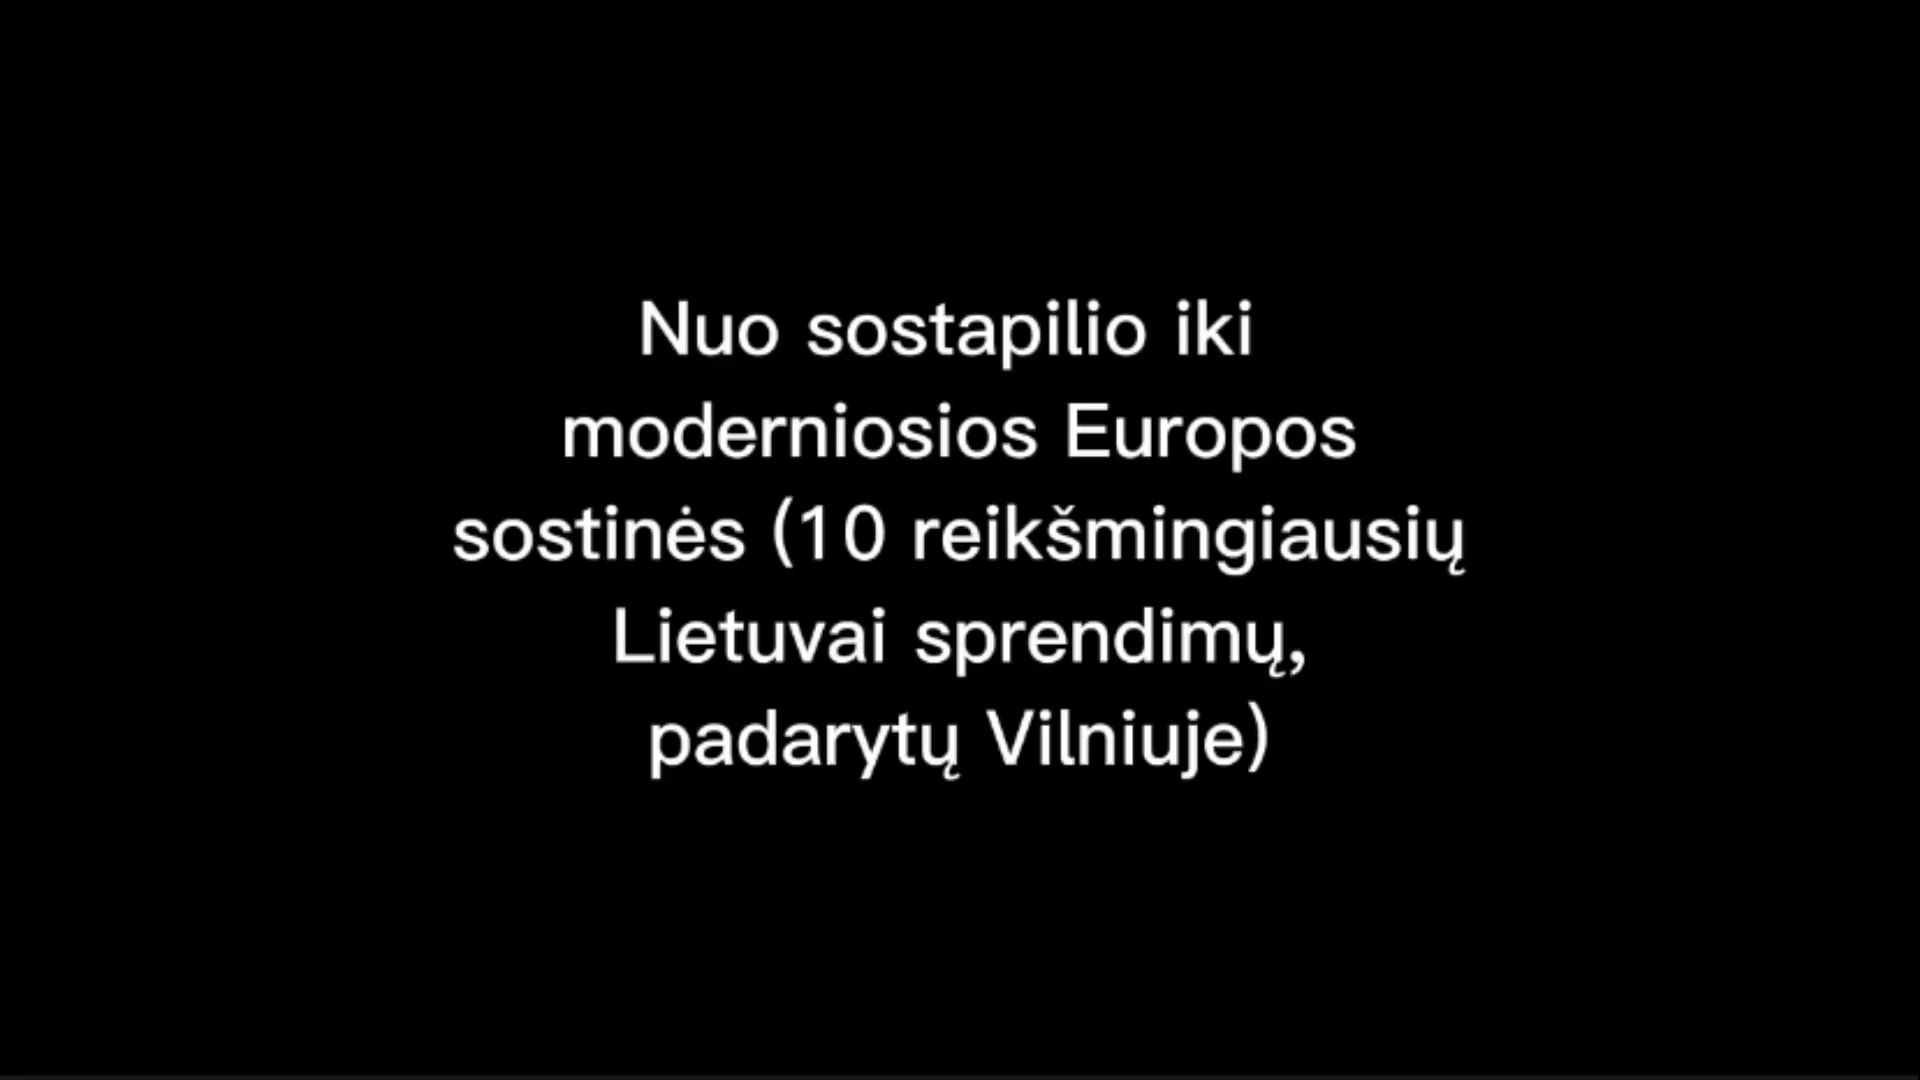 Nuo sostapilio iki
moderniosios Europos
sostinės (10 reikšmingiausių
Lietuvai sprendimų,
padarytų Vilniuje)